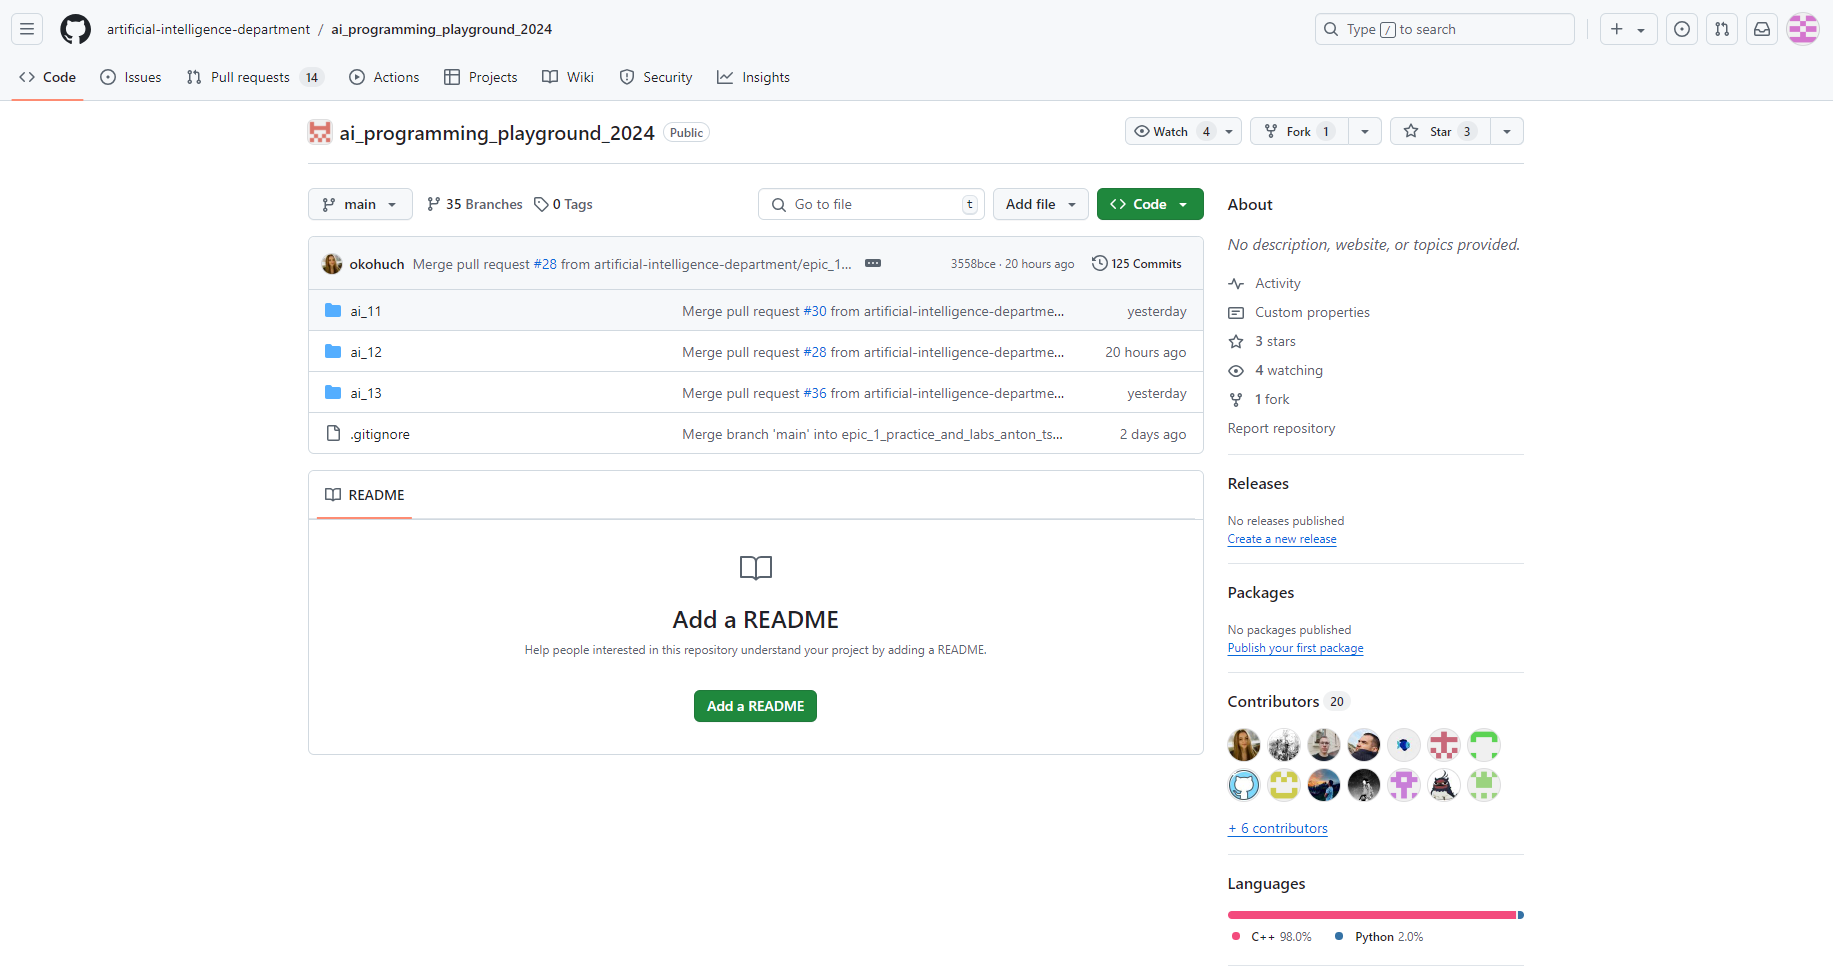 artificial-intelligence-department / ai_programming_playground_2024
Type / to search
Code Issues Pull requests 14 Actions Projects Wiki Security Insights
ai_programming_playground_2024 Public
Watch 4 Fork 1 Star 3
main 35 Branches 0 Tags Go to file t Add file Code
okohuch Merge pull request #28 from artificial-intelligence-department/epic_1... 3558bce · 20 hours ago 125 Commits
ai_11 Merge pull request #30 from artificial-intelligence-departme... yesterday
ai_12 Merge pull request #28 from artificial-intelligence-departme... 20 hours ago
ai_13 Merge pull request #36 from artificial-intelligence-departme... yesterday
.gitignore Merge branch 'main' into epic_1_practice_and_labs_anton_ts... 2 days ago
README
Add a README
Help people interested in this repository understand your project by adding a README.
Add a README
About
No description, website, or topics provided.
Activity
Custom properties
3 stars
4 watching
1 fork
Report repository
Releases
No releases published
Create a new release
Packages
No packages published
Publish your first package
Contributors 20
+ 6 contributors
Languages
C++ 98.0% Python 2.0%